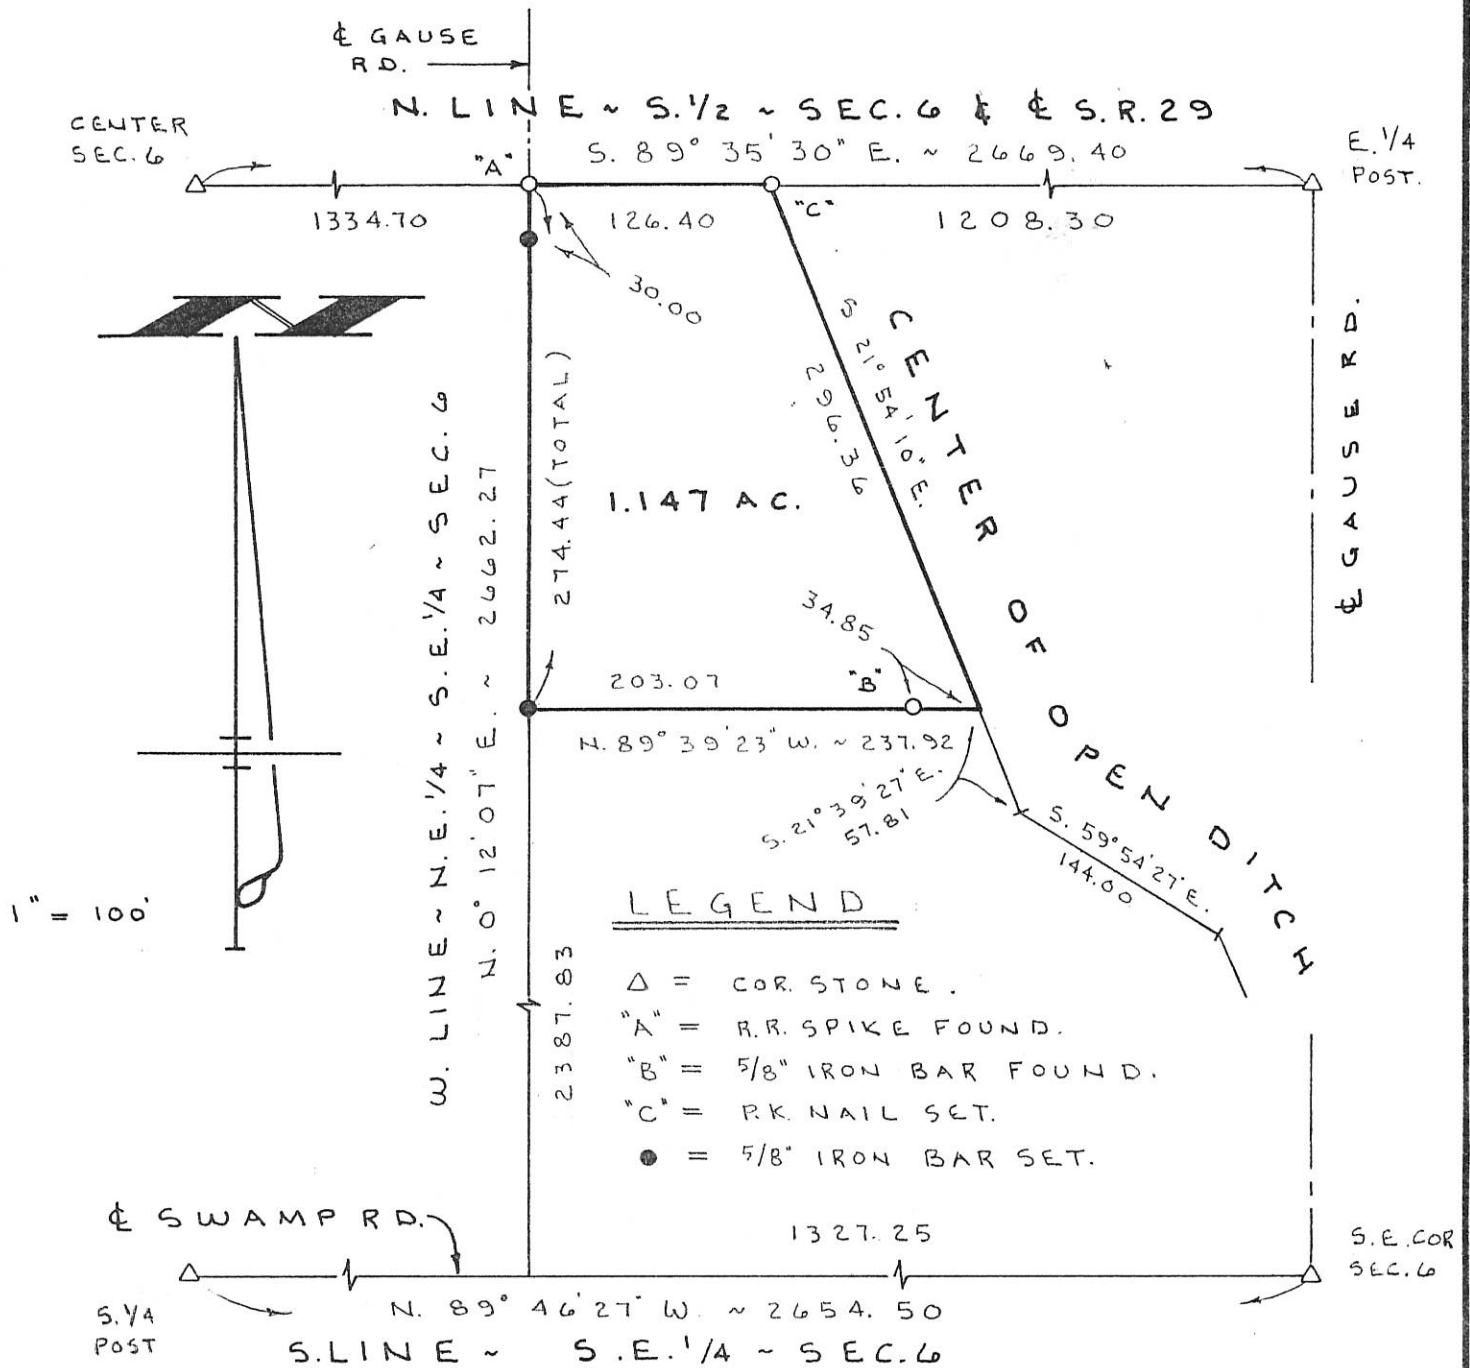 ℄ GAUSE
RD.
N. LINE ~ S. 1/2 ~ SEC. 6 & ℄ S.R. 29
CENTER
SEC. 6
"A"
S. 89° 35' 30" E. ~ 2669.40
E. 1/4
POST.
1334.70
126.40
"C"
1208.30
30.00
CENTER OF OPEN DITCH
S 21° 54' 10" E.
296.36
℄ GAUSE RD.
W. LINE ~ N.E. 1/4 ~ S.E. 1/4 ~ SEC. 6
N. 0° 12' 07" E. ~ 2662.27
274.44 (TOTAL)
1.147 AC.
34.85
203.07
"B"
N. 89° 39' 23" W. ~ 237.92
S. 21° 39' 27" E.
57.81
S. 59° 54' 27" E.
144.00
1" = 100'
N
2387.83
LEGEND
△ = COR. STONE.
"A" = R.R. SPIKE FOUND.
"B" = 5/8" IRON BAR FOUND.
"C" = P.K. NAIL SET.
● = 5/8" IRON BAR SET.
℄ SWAMP RD.
1327.25
S.E. COR
SEC. 6
S. 1/4
POST
N. 89° 46' 27" W. ~ 2654.50
S. LINE ~ S.E. 1/4 ~ SEC. 6